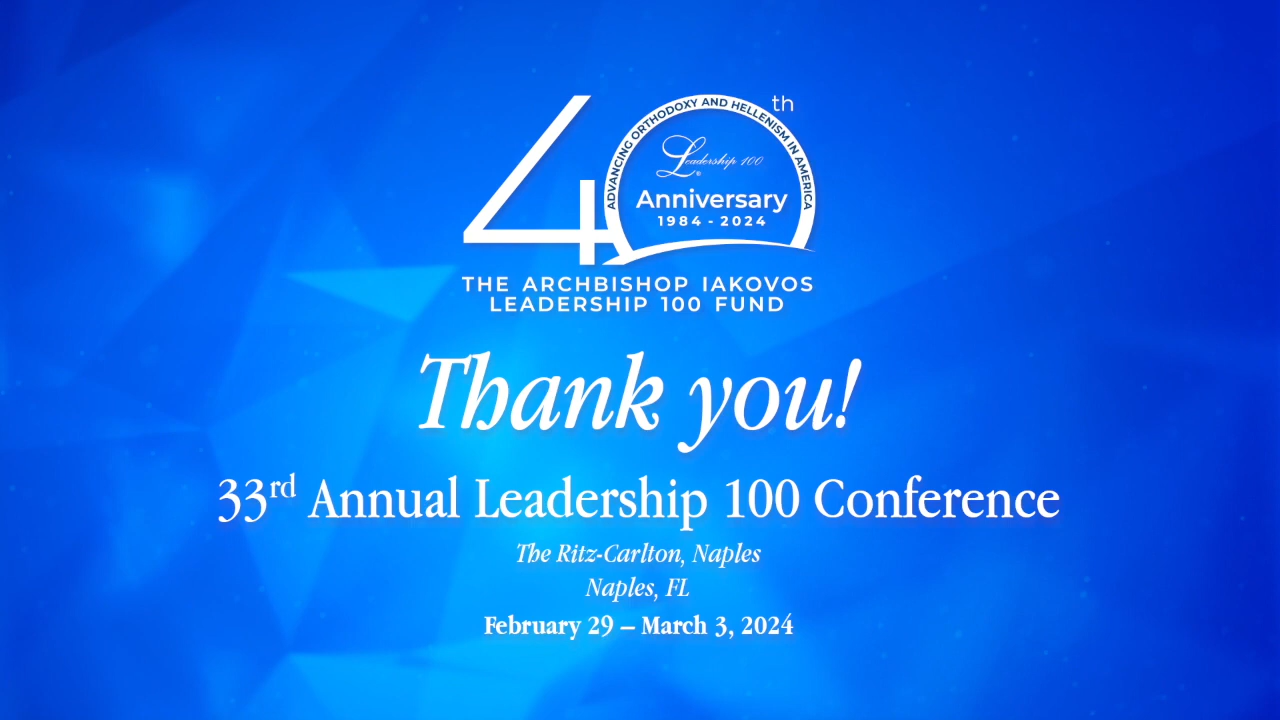 40th
ADVANCING ORTHODOXY AND HELLENISM IN AMERICA
Leadership 100®
Anniversary
1984 - 2024
THE ARCHBISHOP IAKOVOS
LEADERSHIP 100 FUND
Thank you!
33rd Annual Leadership 100 Conference
The Ritz-Carlton, Naples
Naples, FL
February 29 – March 3, 2024